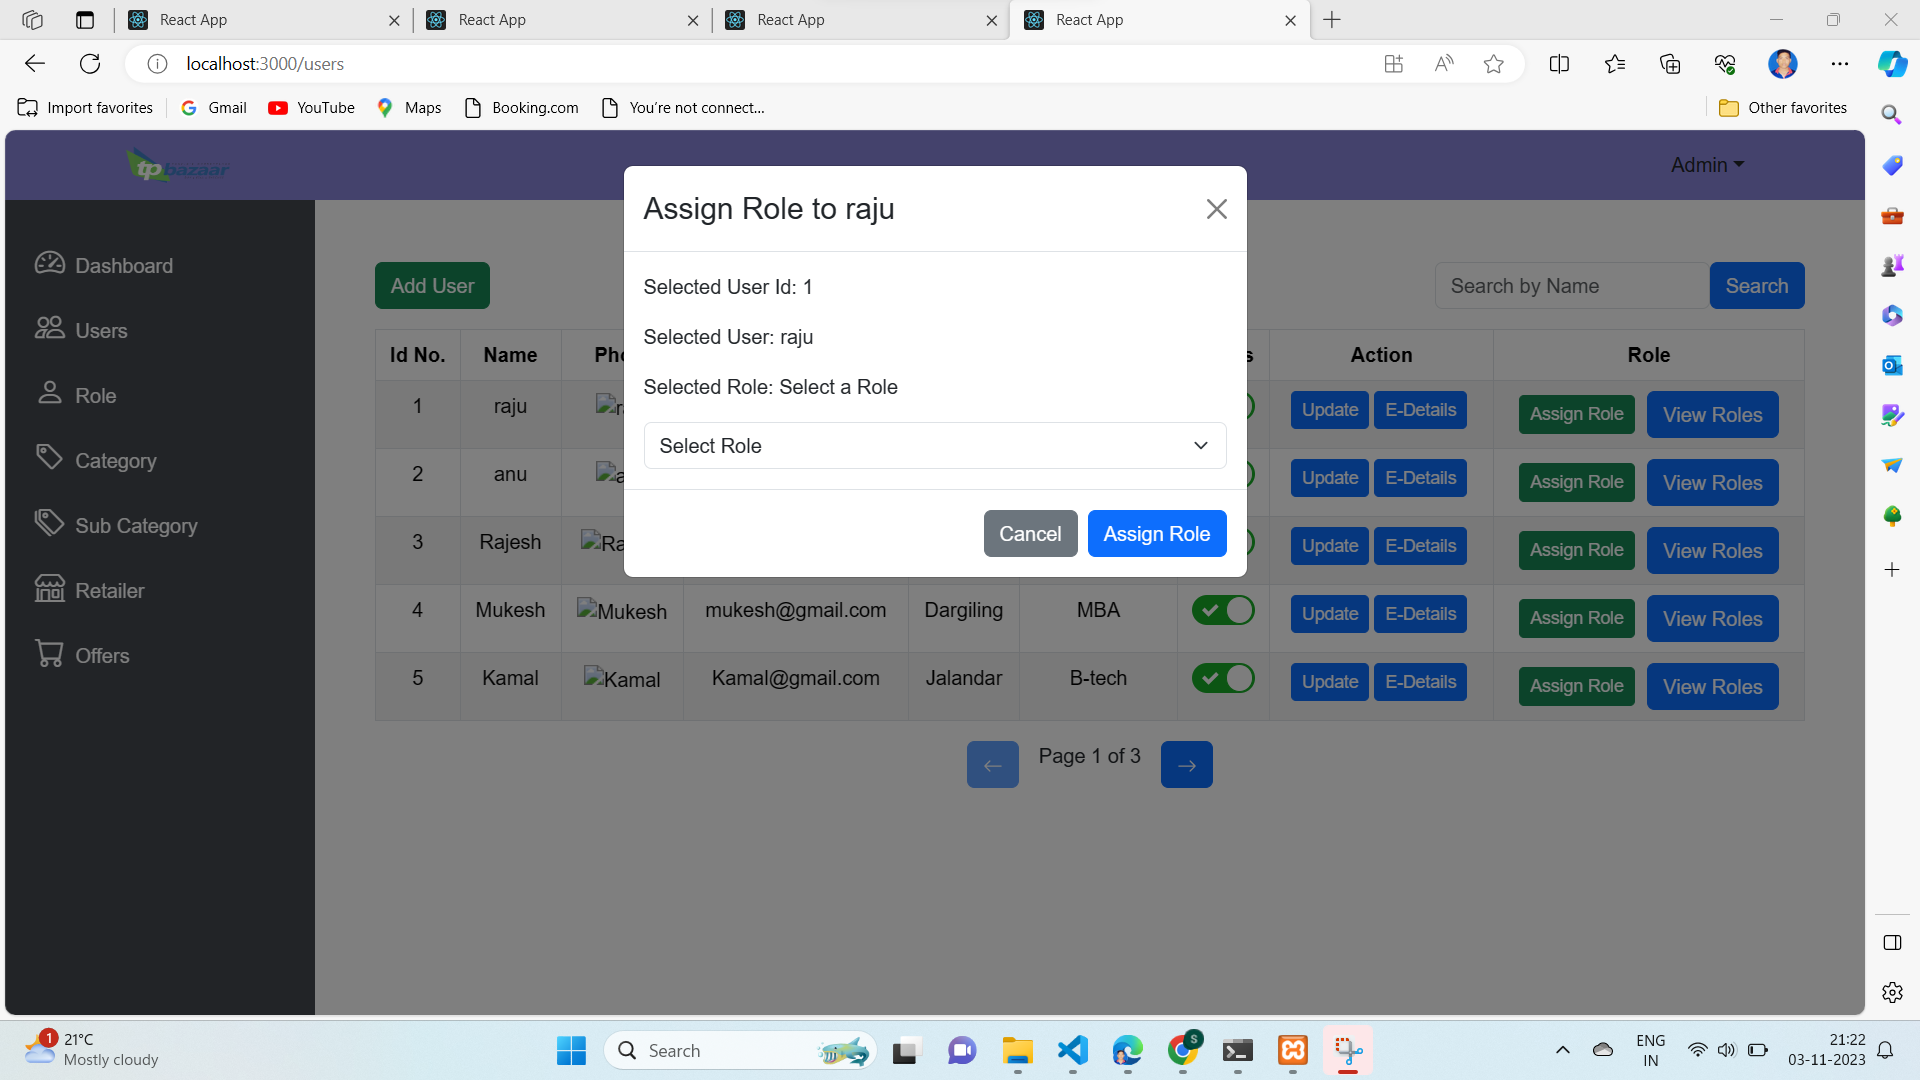 React App
React App
React App
React App
localhost:3000/users
Import favorites
Gmail
YouTube
Maps
Booking.com
You're not connect...
Other favorites
tpbazaar
Admin
Dashboard
Users
Role
Category
Sub Category
Retailer
Offers
Add User
Search by Name
Search
Assign Role to raju
Selected User Id: 1
Selected User: raju
Selected Role: Select a Role
Select Role
Cancel
Assign Role
Id No. Name Pho s Action Role
1 raju Update E-Details Assign Role View Roles
2 anu Update E-Details Assign Role View Roles
3 Rajesh Ra Update E-Details Assign Role View Roles
4 Mukesh Mukesh mukesh@gmail.com Dargiling MBA Update E-Details Assign Role View Roles
5 Kamal Kamal Kamal@gmail.com Jalandar B-tech Update E-Details Assign Role View Roles
Page 1 of 3
1
21°C
Mostly cloudy
Search
S
ENG
IN
21:22
03-11-2023